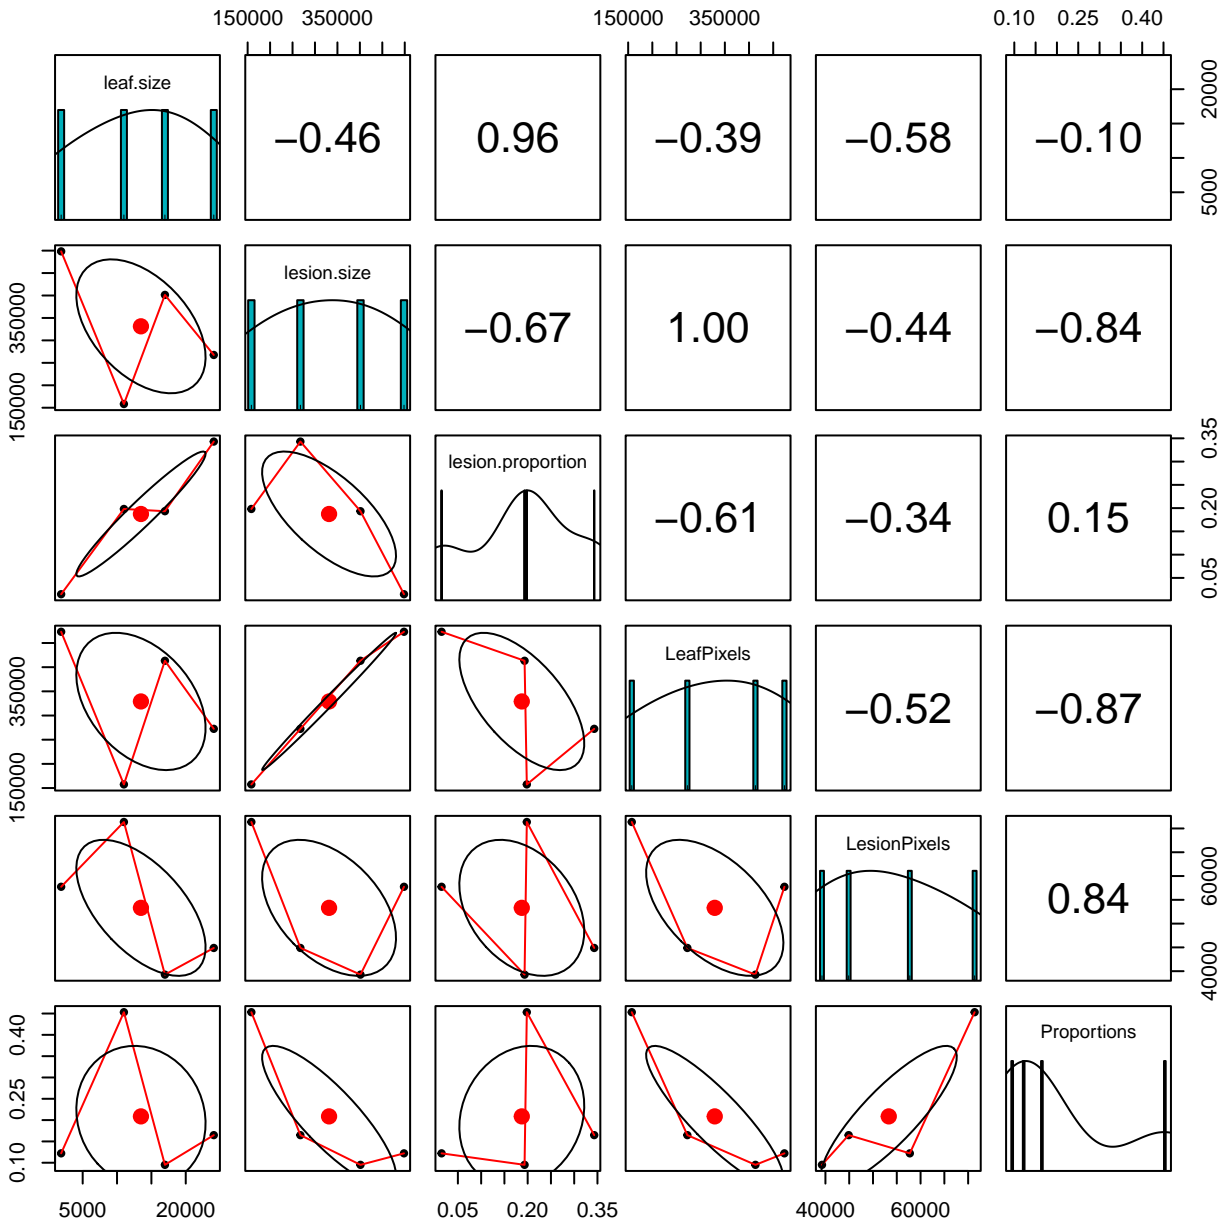 150000 350000 150000 350000 0.10 0.25 0.40
leaf.size
−0.46 0.96 −0.39 −0.58 −0.10
5000 20000
lesion.size
−0.67 1.00 −0.44 −0.84
150000 350000
lesion.proportion
−0.61 −0.34 0.15
0.05 0.20 0.35
LeafPixels
−0.52 −0.87
150000 350000
LesionPixels
0.84
40000 60000
Proportions
0.10 0.25 0.40
5000 20000 0.05 0.20 0.35 40000 60000